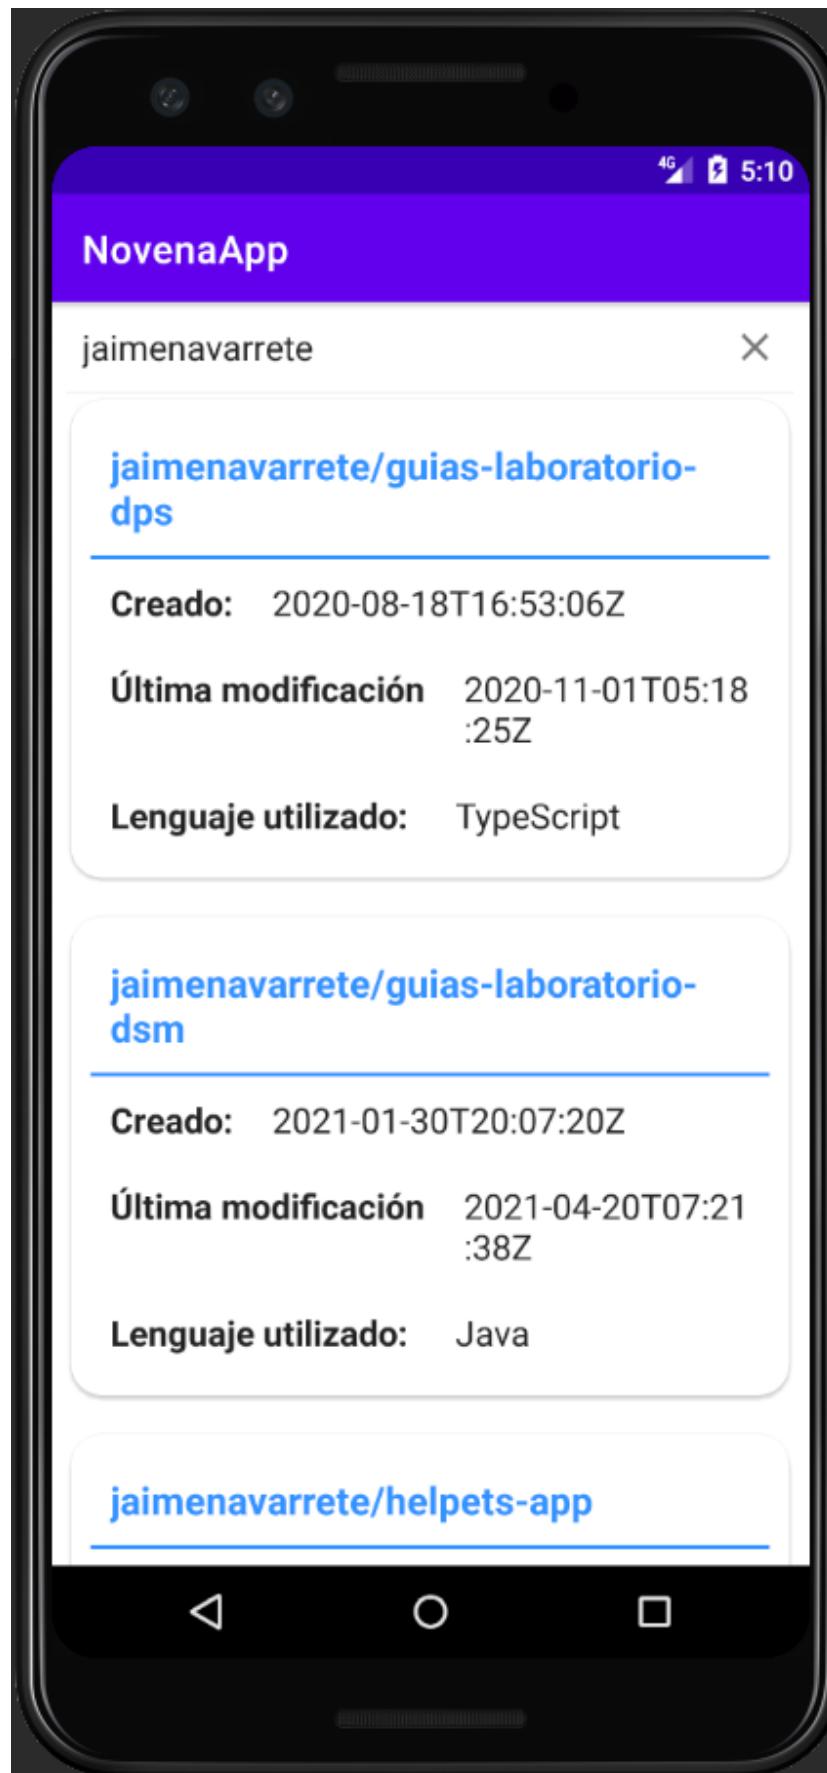 4G 5:10
NovenaApp
jaimenavarrete
jaimenavarrete/guias-laboratorio-
dps
Creado: 2020-08-18T16:53:06Z
Última modificación 2020-11-01T05:18
:25Z
Lenguaje utilizado: TypeScript
jaimenavarrete/guias-laboratorio-
dsm
Creado: 2021-01-30T20:07:20Z
Última modificación 2021-04-20T07:21
:38Z
Lenguaje utilizado: Java
jaimenavarrete/helpets-app